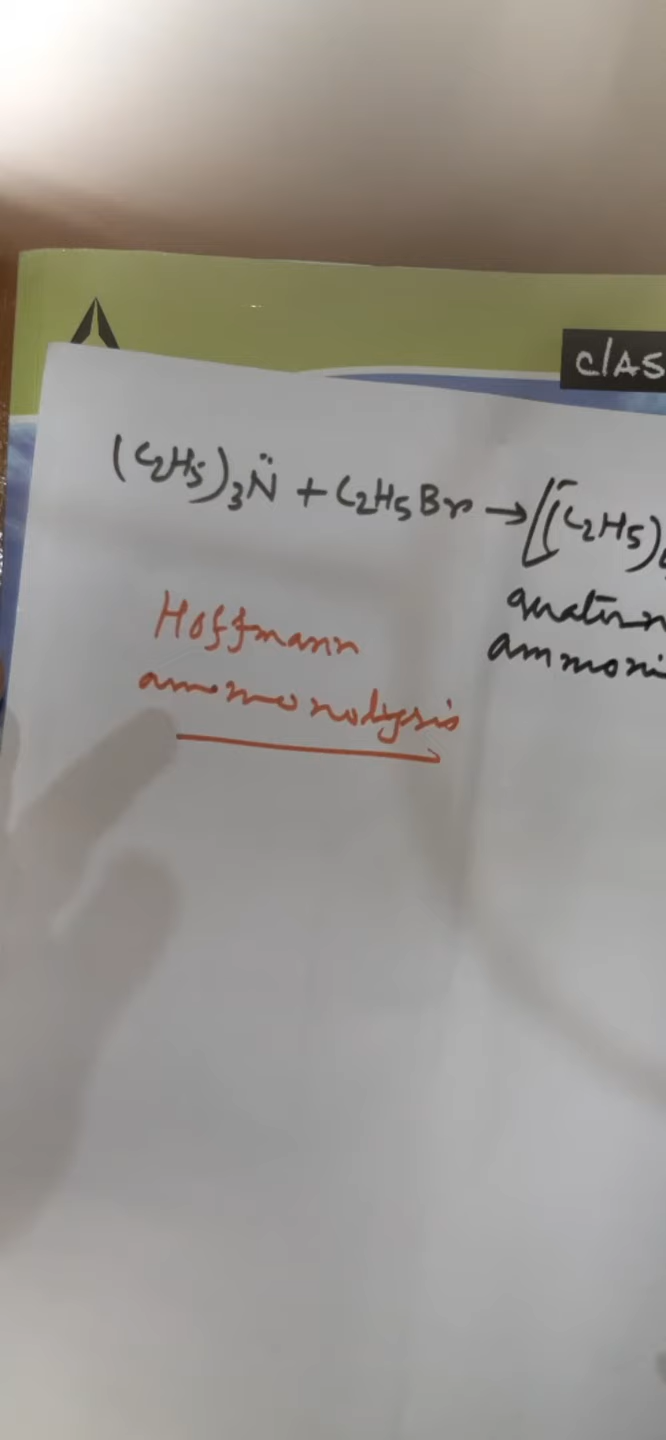 CLAS
(C₂H₅)₃N̈ + C₂H₅Br → [(C₂H₅)
quatern
ammoni
Hoffmann
ammonolysis